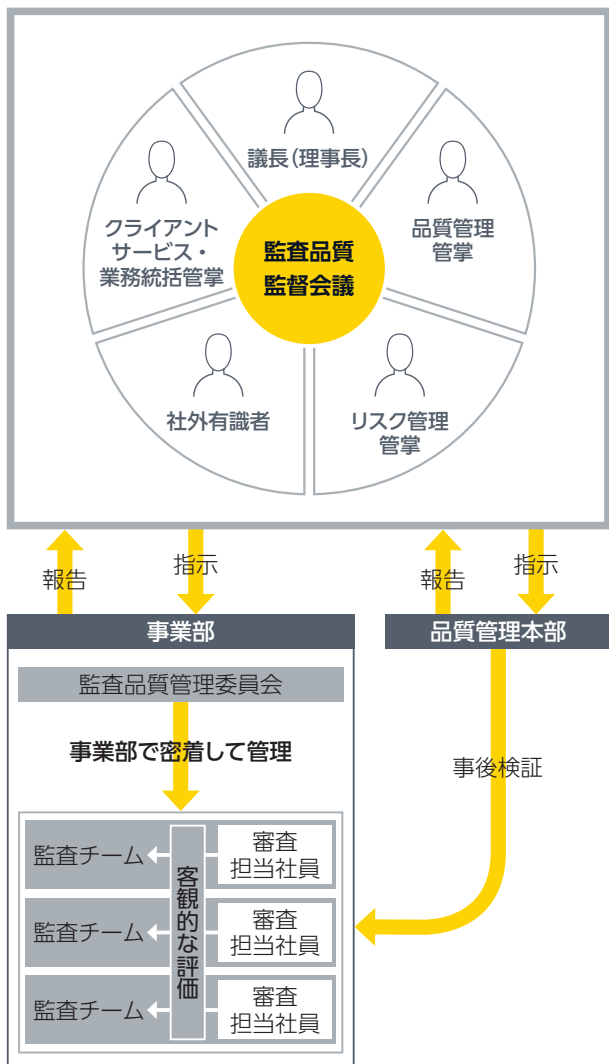 議長（理事長）
クライアント
サービス・
業務統括管掌
品質管理
管掌
監査品質
監督会議
社外有識者
リスク管理
管掌
報告
指示
報告
指示
事業部
品質管理本部
監査品質管理委員会
事業部で密着して管理
事後検証
監査チーム
客観的な評価
審査
担当社員
監査チーム
審査
担当社員
監査チーム
審査
担当社員